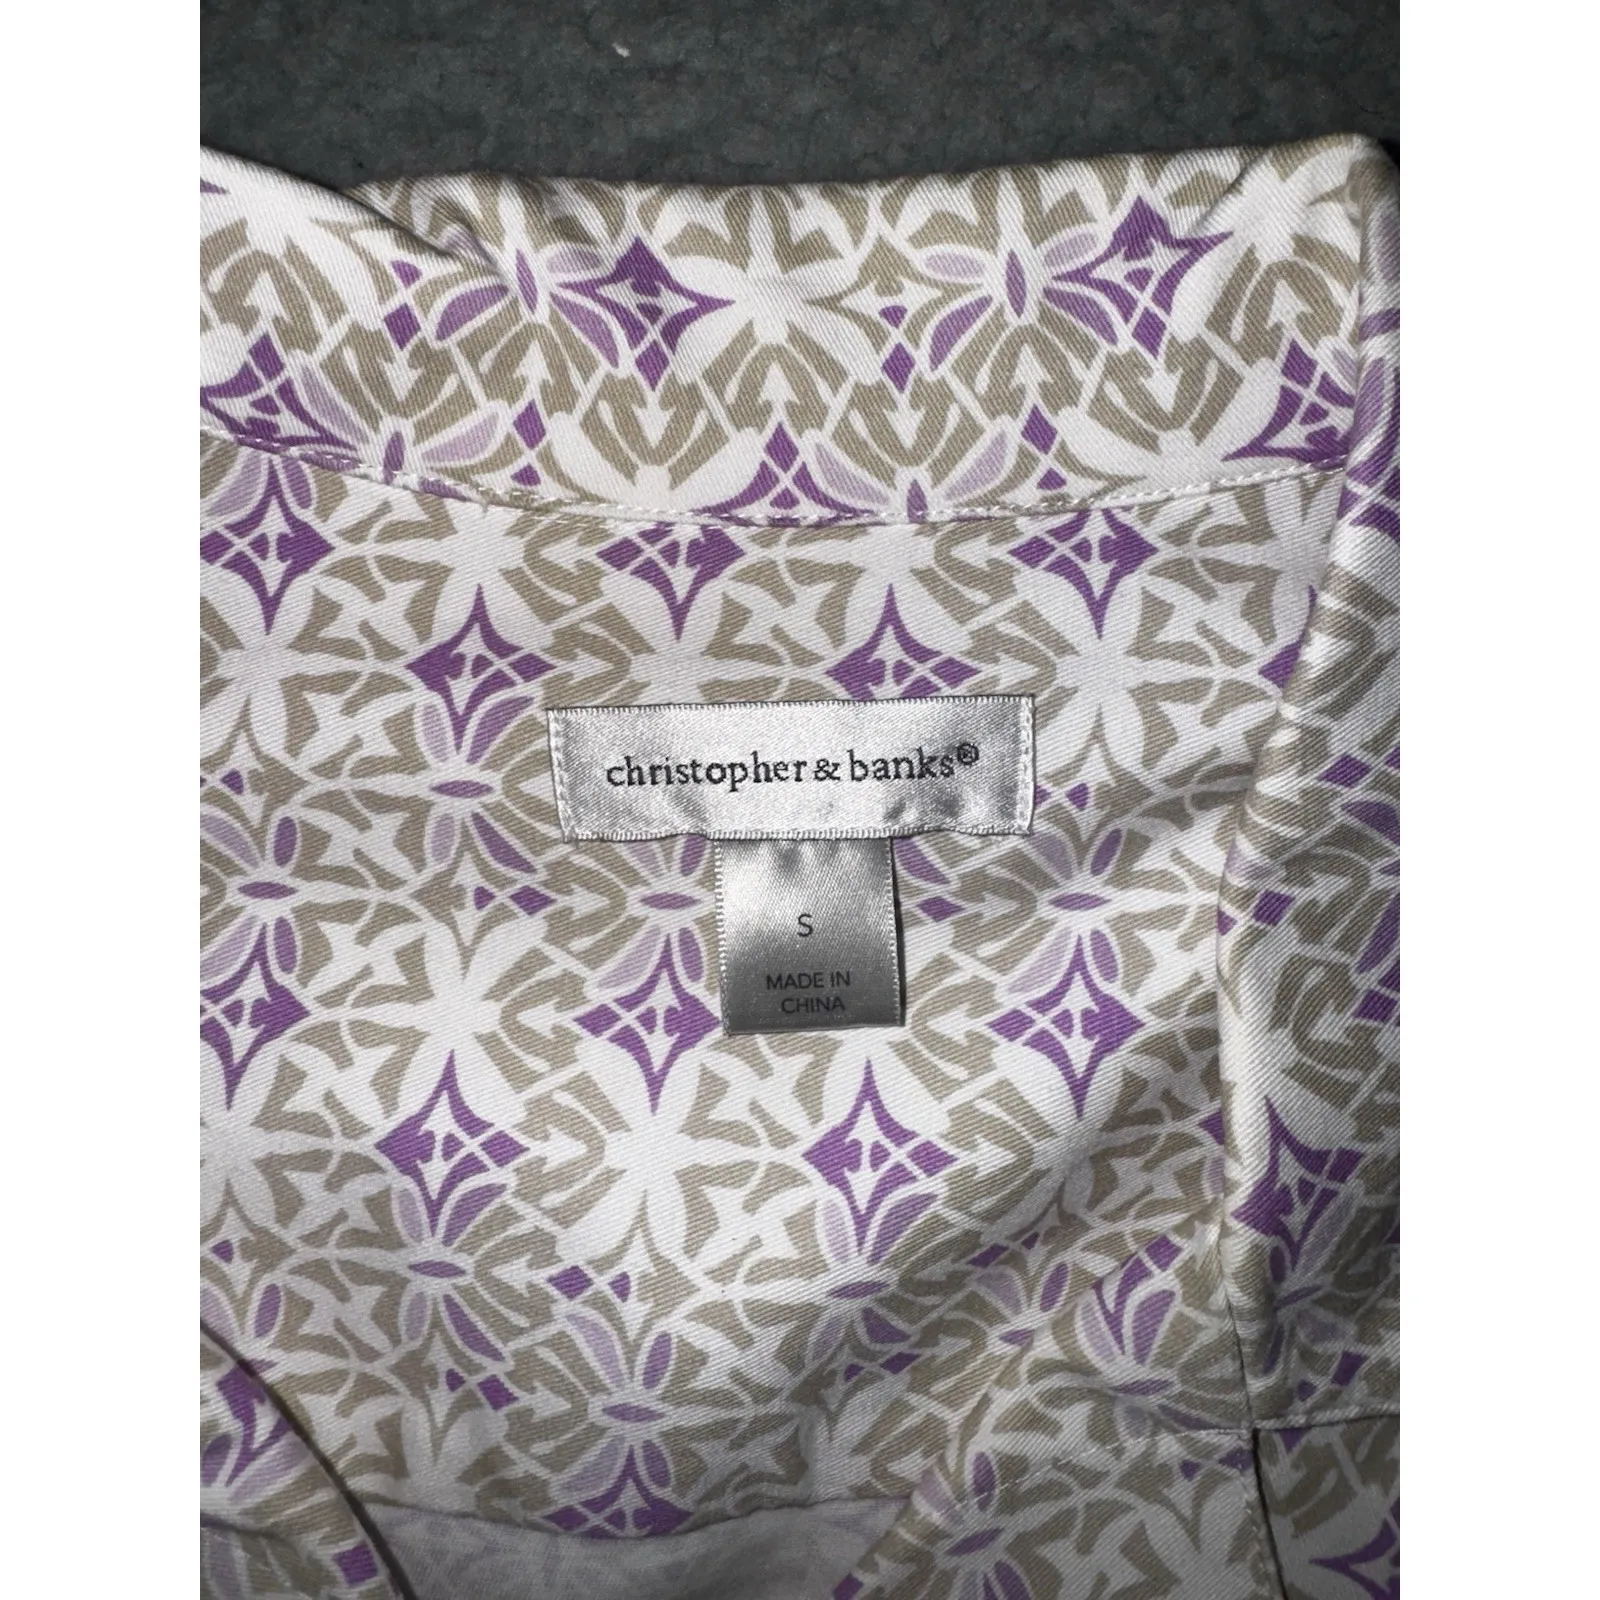 christopher & banks®
S
MADE IN
CHINA